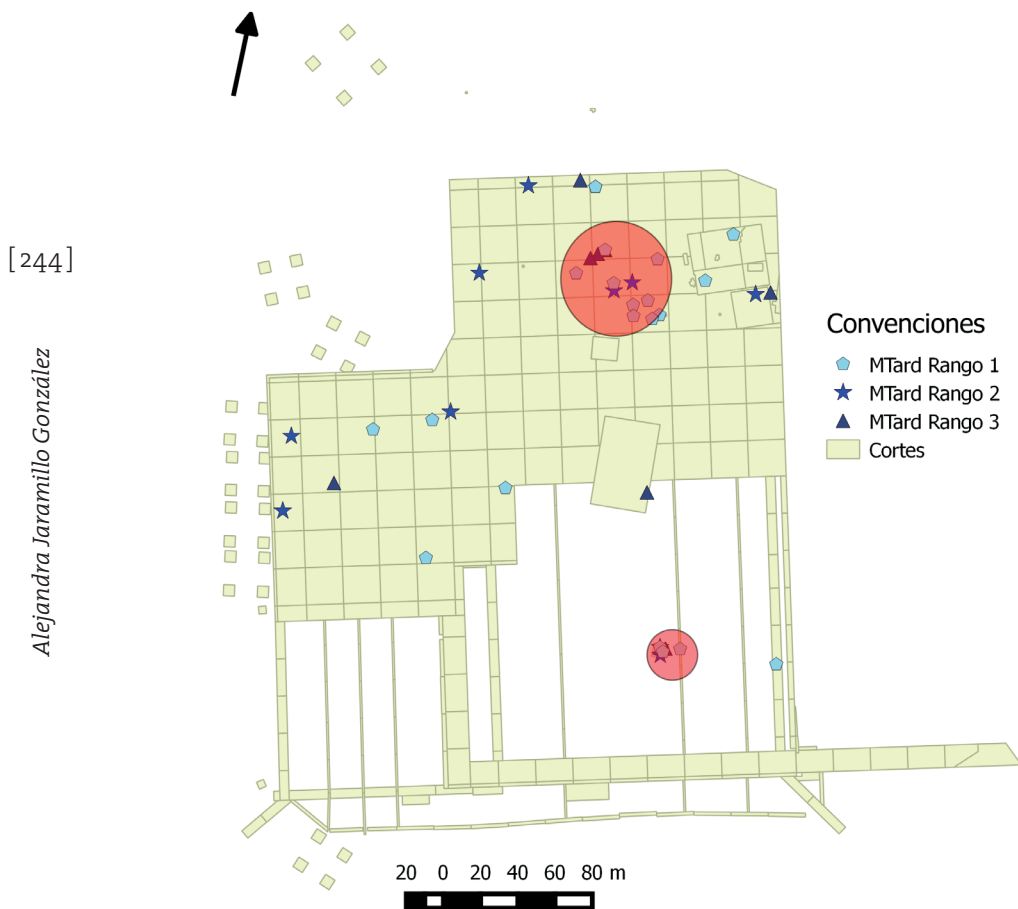 [244]
Alejandra Jaramillo González
Convenciones
MTard Rango 1
MTard Rango 2
MTard Rango 3
Cortes
20 0 20 40 60 80 m